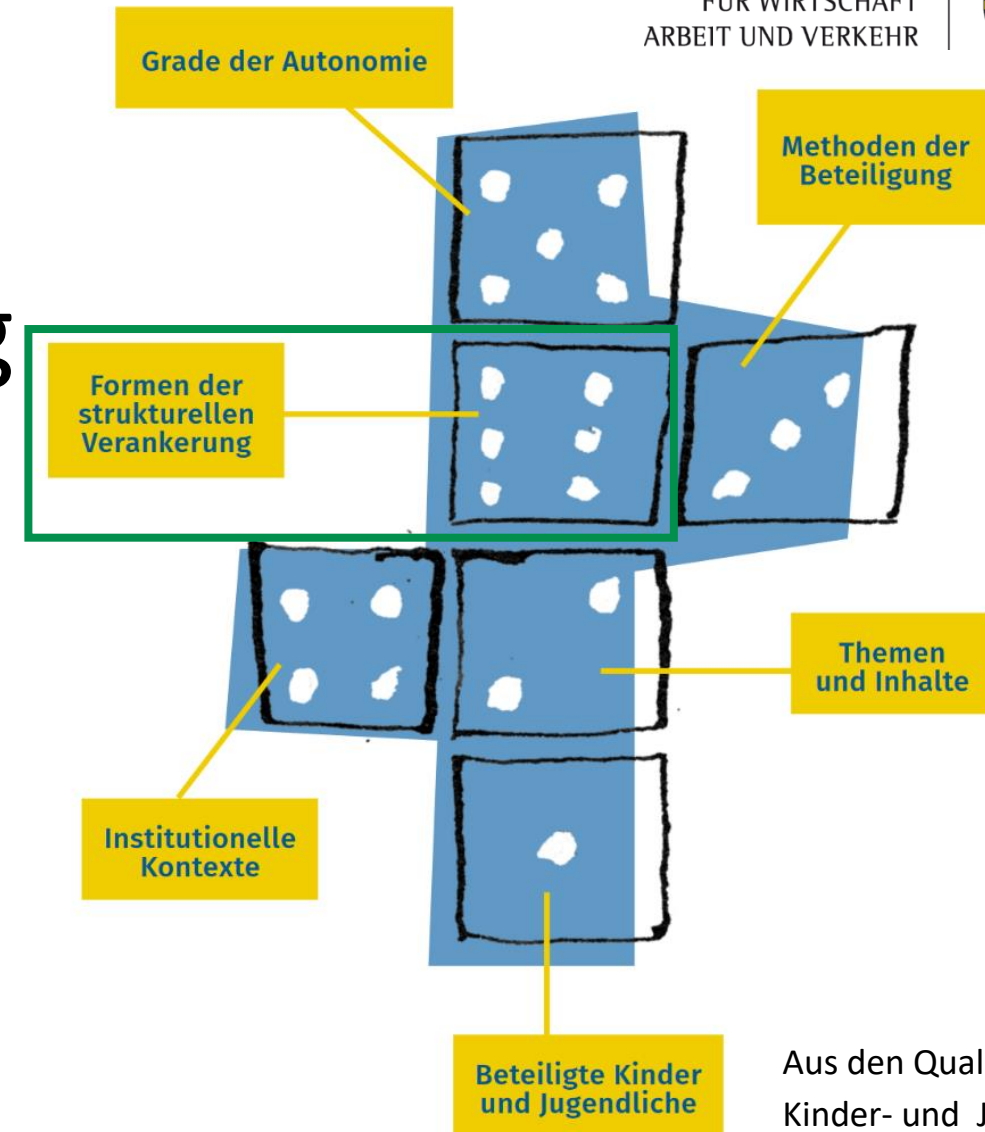 FÜR WIRTSCHAFT
ARBEIT UND VERKEHR
Grade der Autonomie
Methoden der
Beteiligung
g
Formen der
strukturellen
Verankerung
Themen
und Inhalte
Institutionelle
Kontexte
Beteiligte Kinder
und Jugendliche
Aus den Qual
Kinder- und J